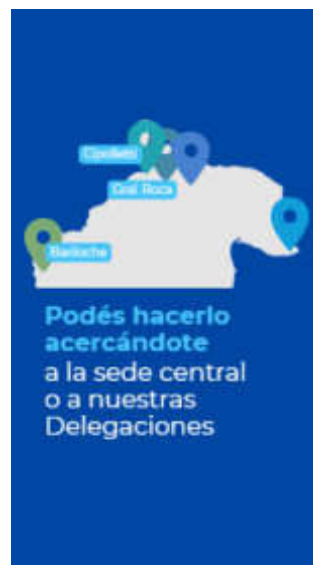 Cipolletti
Gral. Roca
Bariloche
Podés hacerlo
acercándote
a la sede central
o a nuestras
Delegaciones